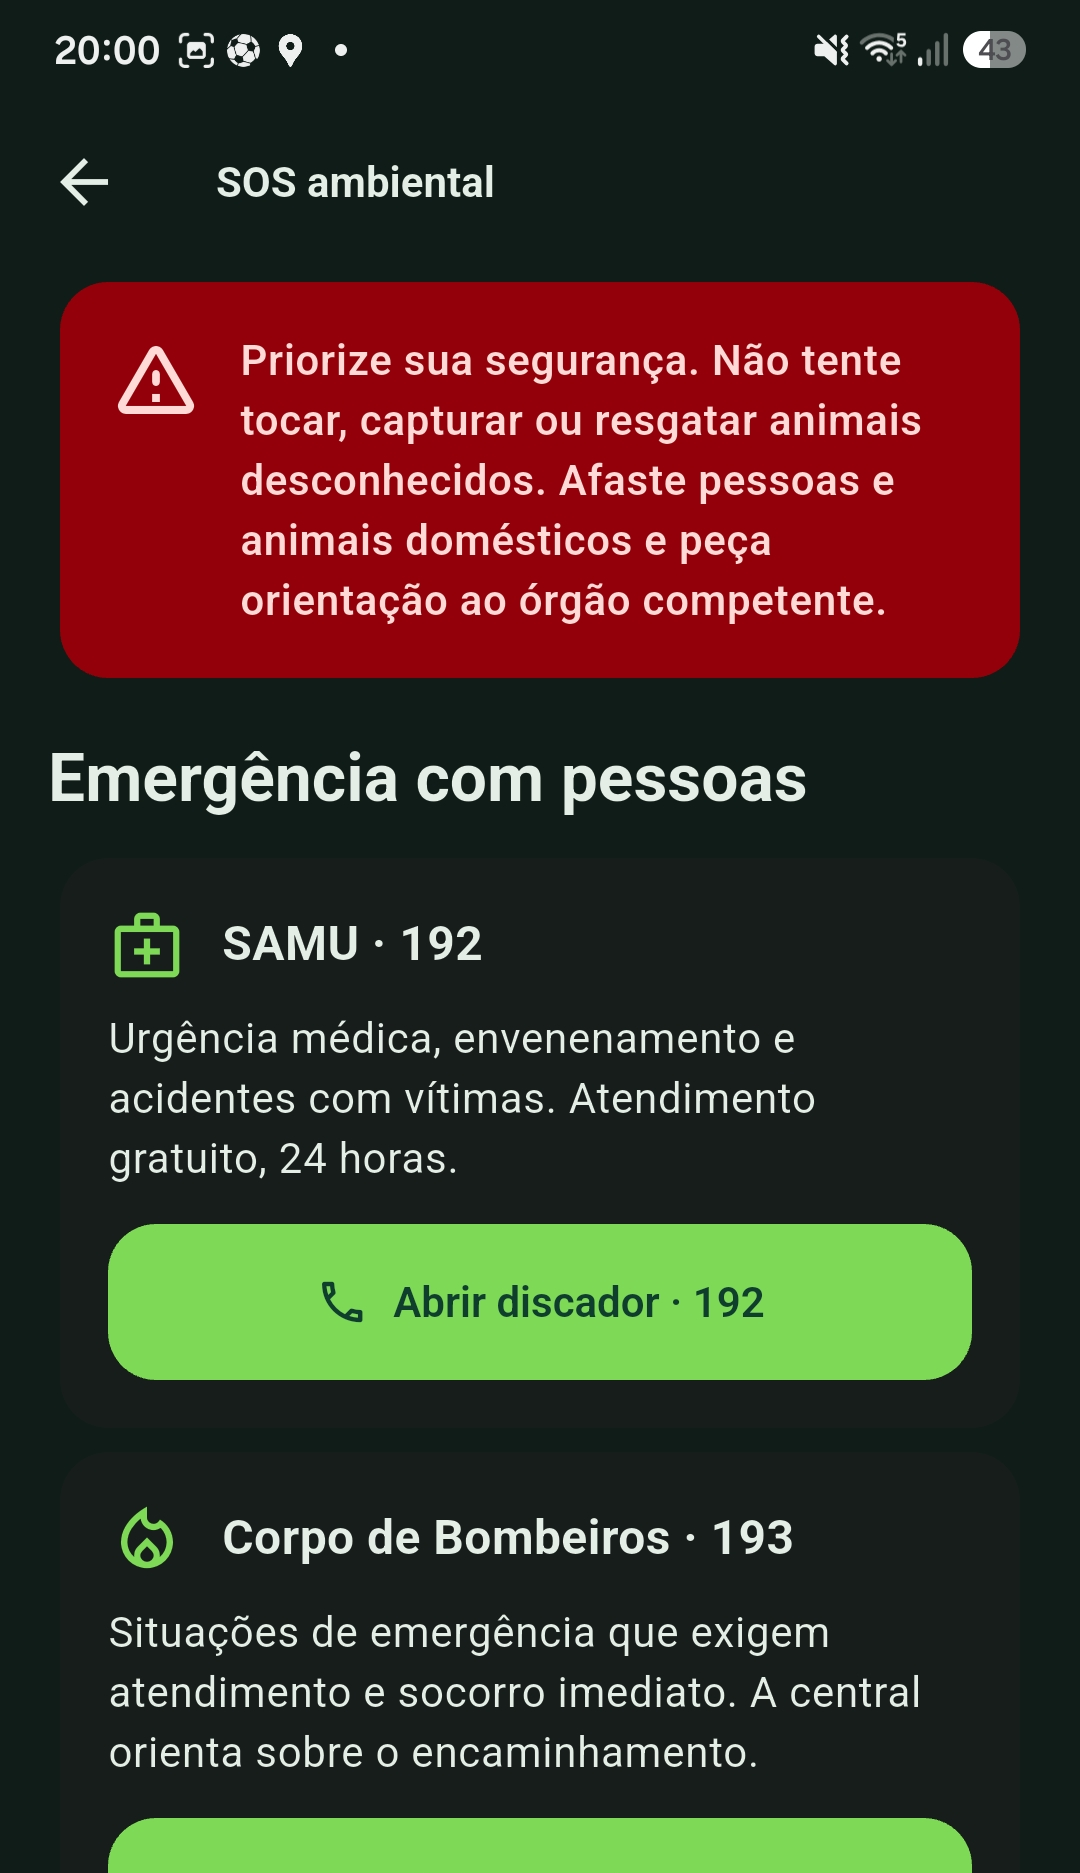 20:00
5
43
SOS ambiental
Priorize sua segurança. Não tente
tocar, capturar ou resgatar animais
desconhecidos. Afaste pessoas e
animais domésticos e peça
orientação ao órgão competente.
Emergência com pessoas
SAMU · 192
Urgência médica, envenenamento e
acidentes com vítimas. Atendimento
gratuito, 24 horas.
Abrir discador · 192
Corpo de Bombeiros · 193
Situações de emergência que exigem
atendimento e socorro imediato. A central
orienta sobre o encaminhamento.